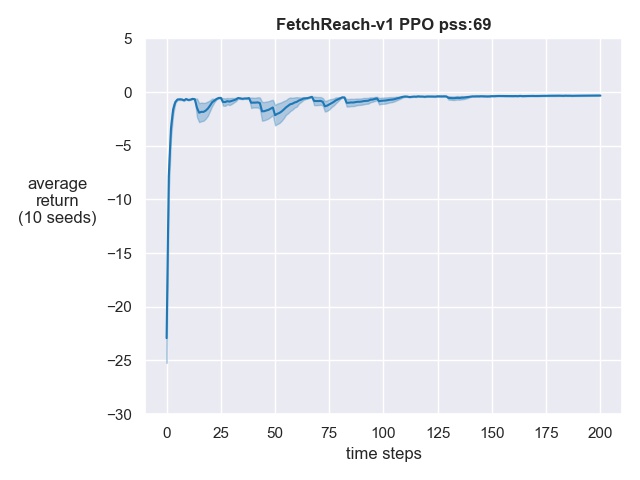 FetchReach-v1 PPO pss:69
5
0
−5
−10
−15
−20
−25
−30
average
return
(10 seeds)
0 25 50 75 100 125 150 175 200
time steps